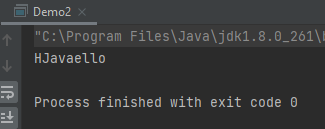 Demo2
"C:\Program Files\Java\jdk1.8.0_261\
HJavaello
Process finished with exit code 0